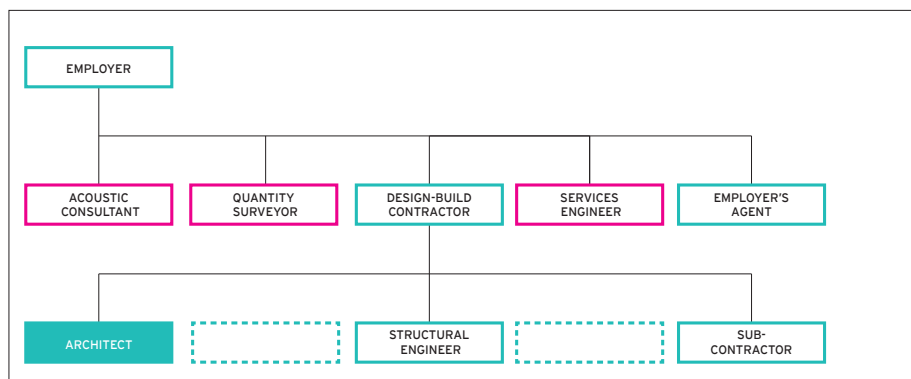 EMPLOYER
ACOUSTIC
CONSULTANT
QUANTITY
SURVEYOR
DESIGN-BUILD
CONTRACTOR
SERVICES
ENGINEER
EMPLOYER'S
AGENT
ARCHITECT
STRUCTURAL
ENGINEER
SUB-
CONTRACTOR